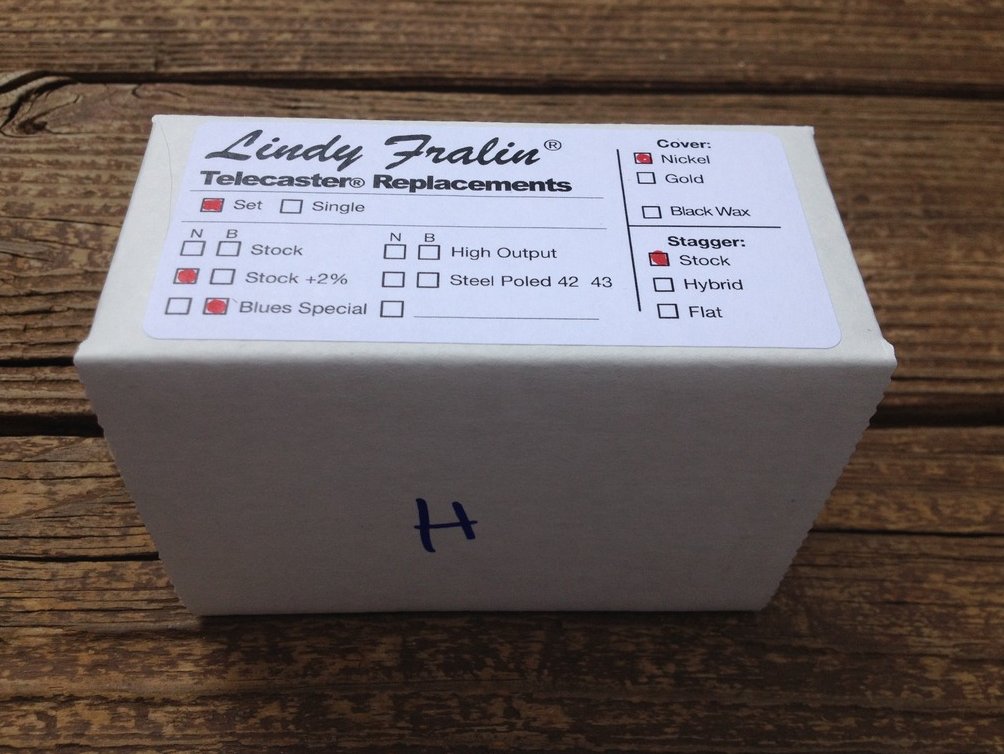 Lindy Fralin®
Telecaster® Replacements
Set Single
N B
Stock
Stock +2%
Blues Special
N B
High Output
Steel Poled 42 43
Cover:
Nickel
Gold
Black Wax
Stagger:
Stock
Hybrid
Flat
H